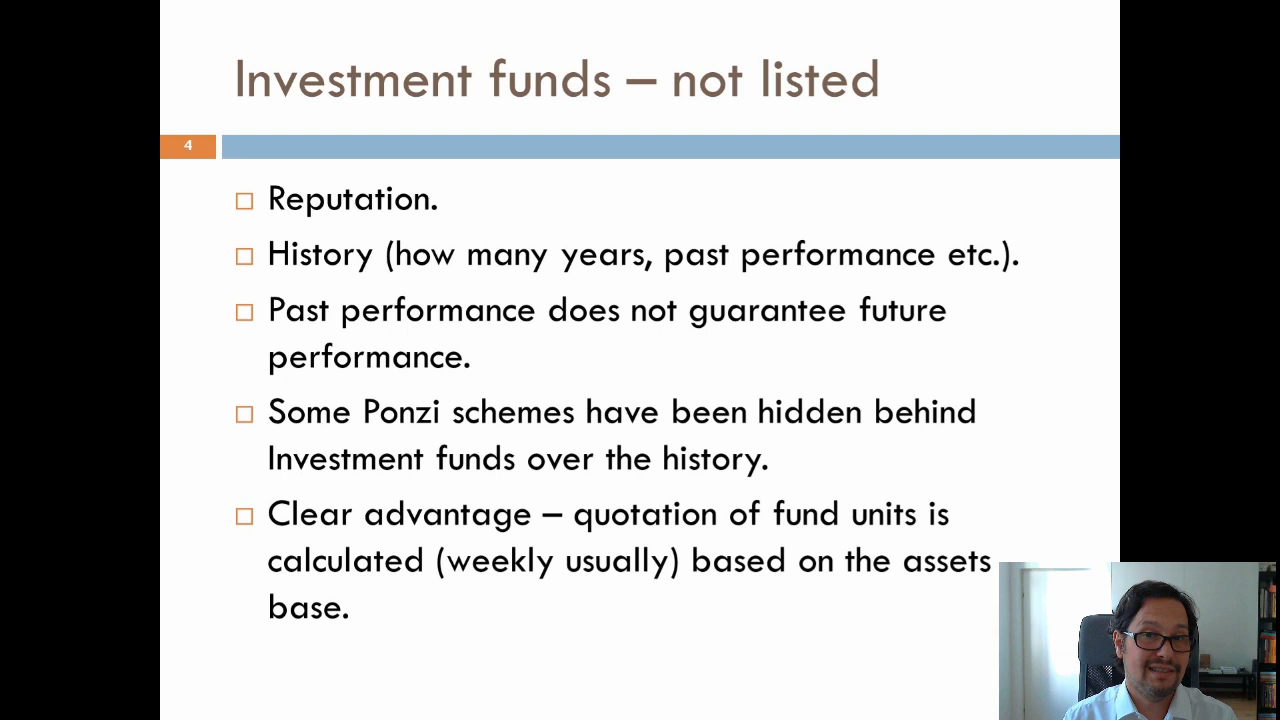 Investment funds – not listed
4
Reputation.
History (how many years, past performance etc.).
Past performance does not guarantee future
performance.
Some Ponzi schemes have been hidden behind
Investment funds over the history.
Clear advantage – quotation of fund units is
calculated (weekly usually) based on the assets
base.